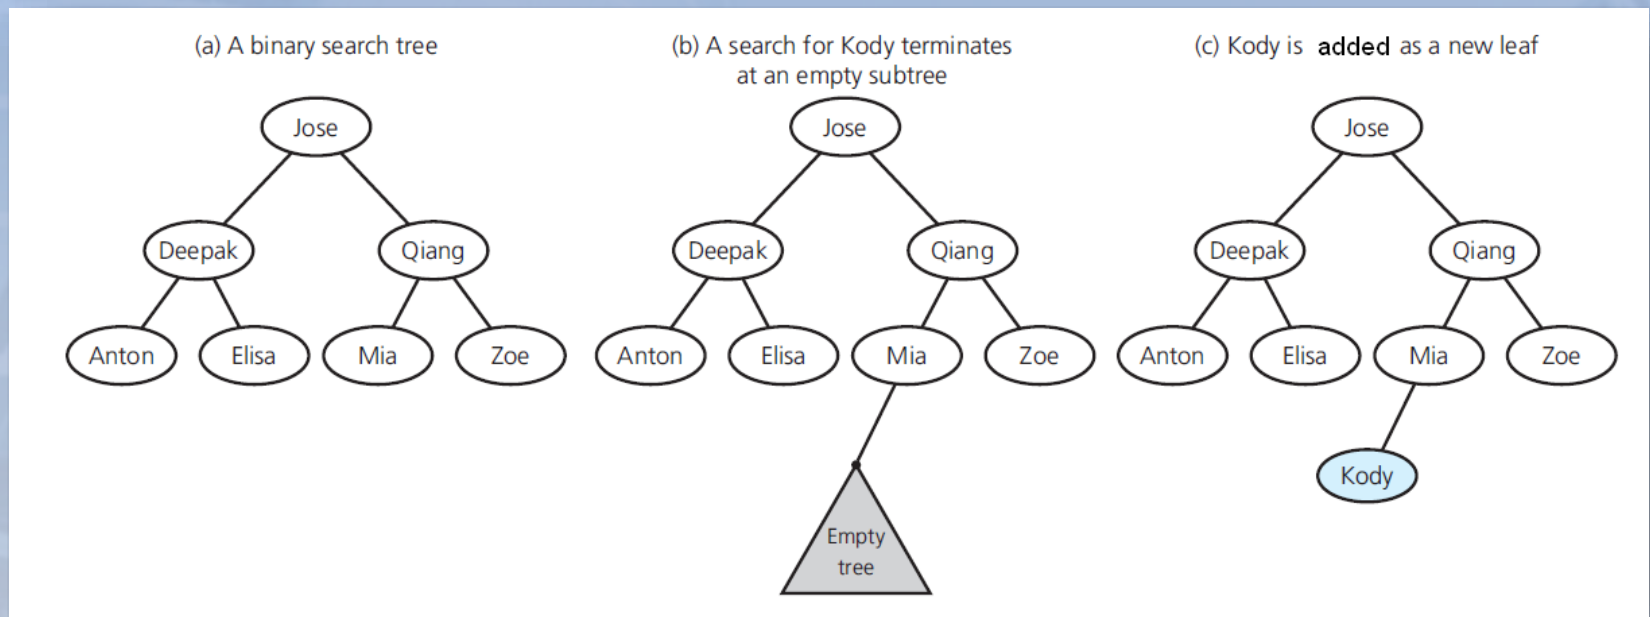 (a) A binary search tree
(b) A search for Kody terminates
at an empty subtree
(c) Kody is added as a new leaf
Jose
Deepak
Qiang
Anton
Elisa
Mia
Zoe
Jose
Deepak
Qiang
Anton
Elisa
Mia
Zoe
Empty
tree
Jose
Deepak
Qiang
Anton
Elisa
Mia
Zoe
Kody